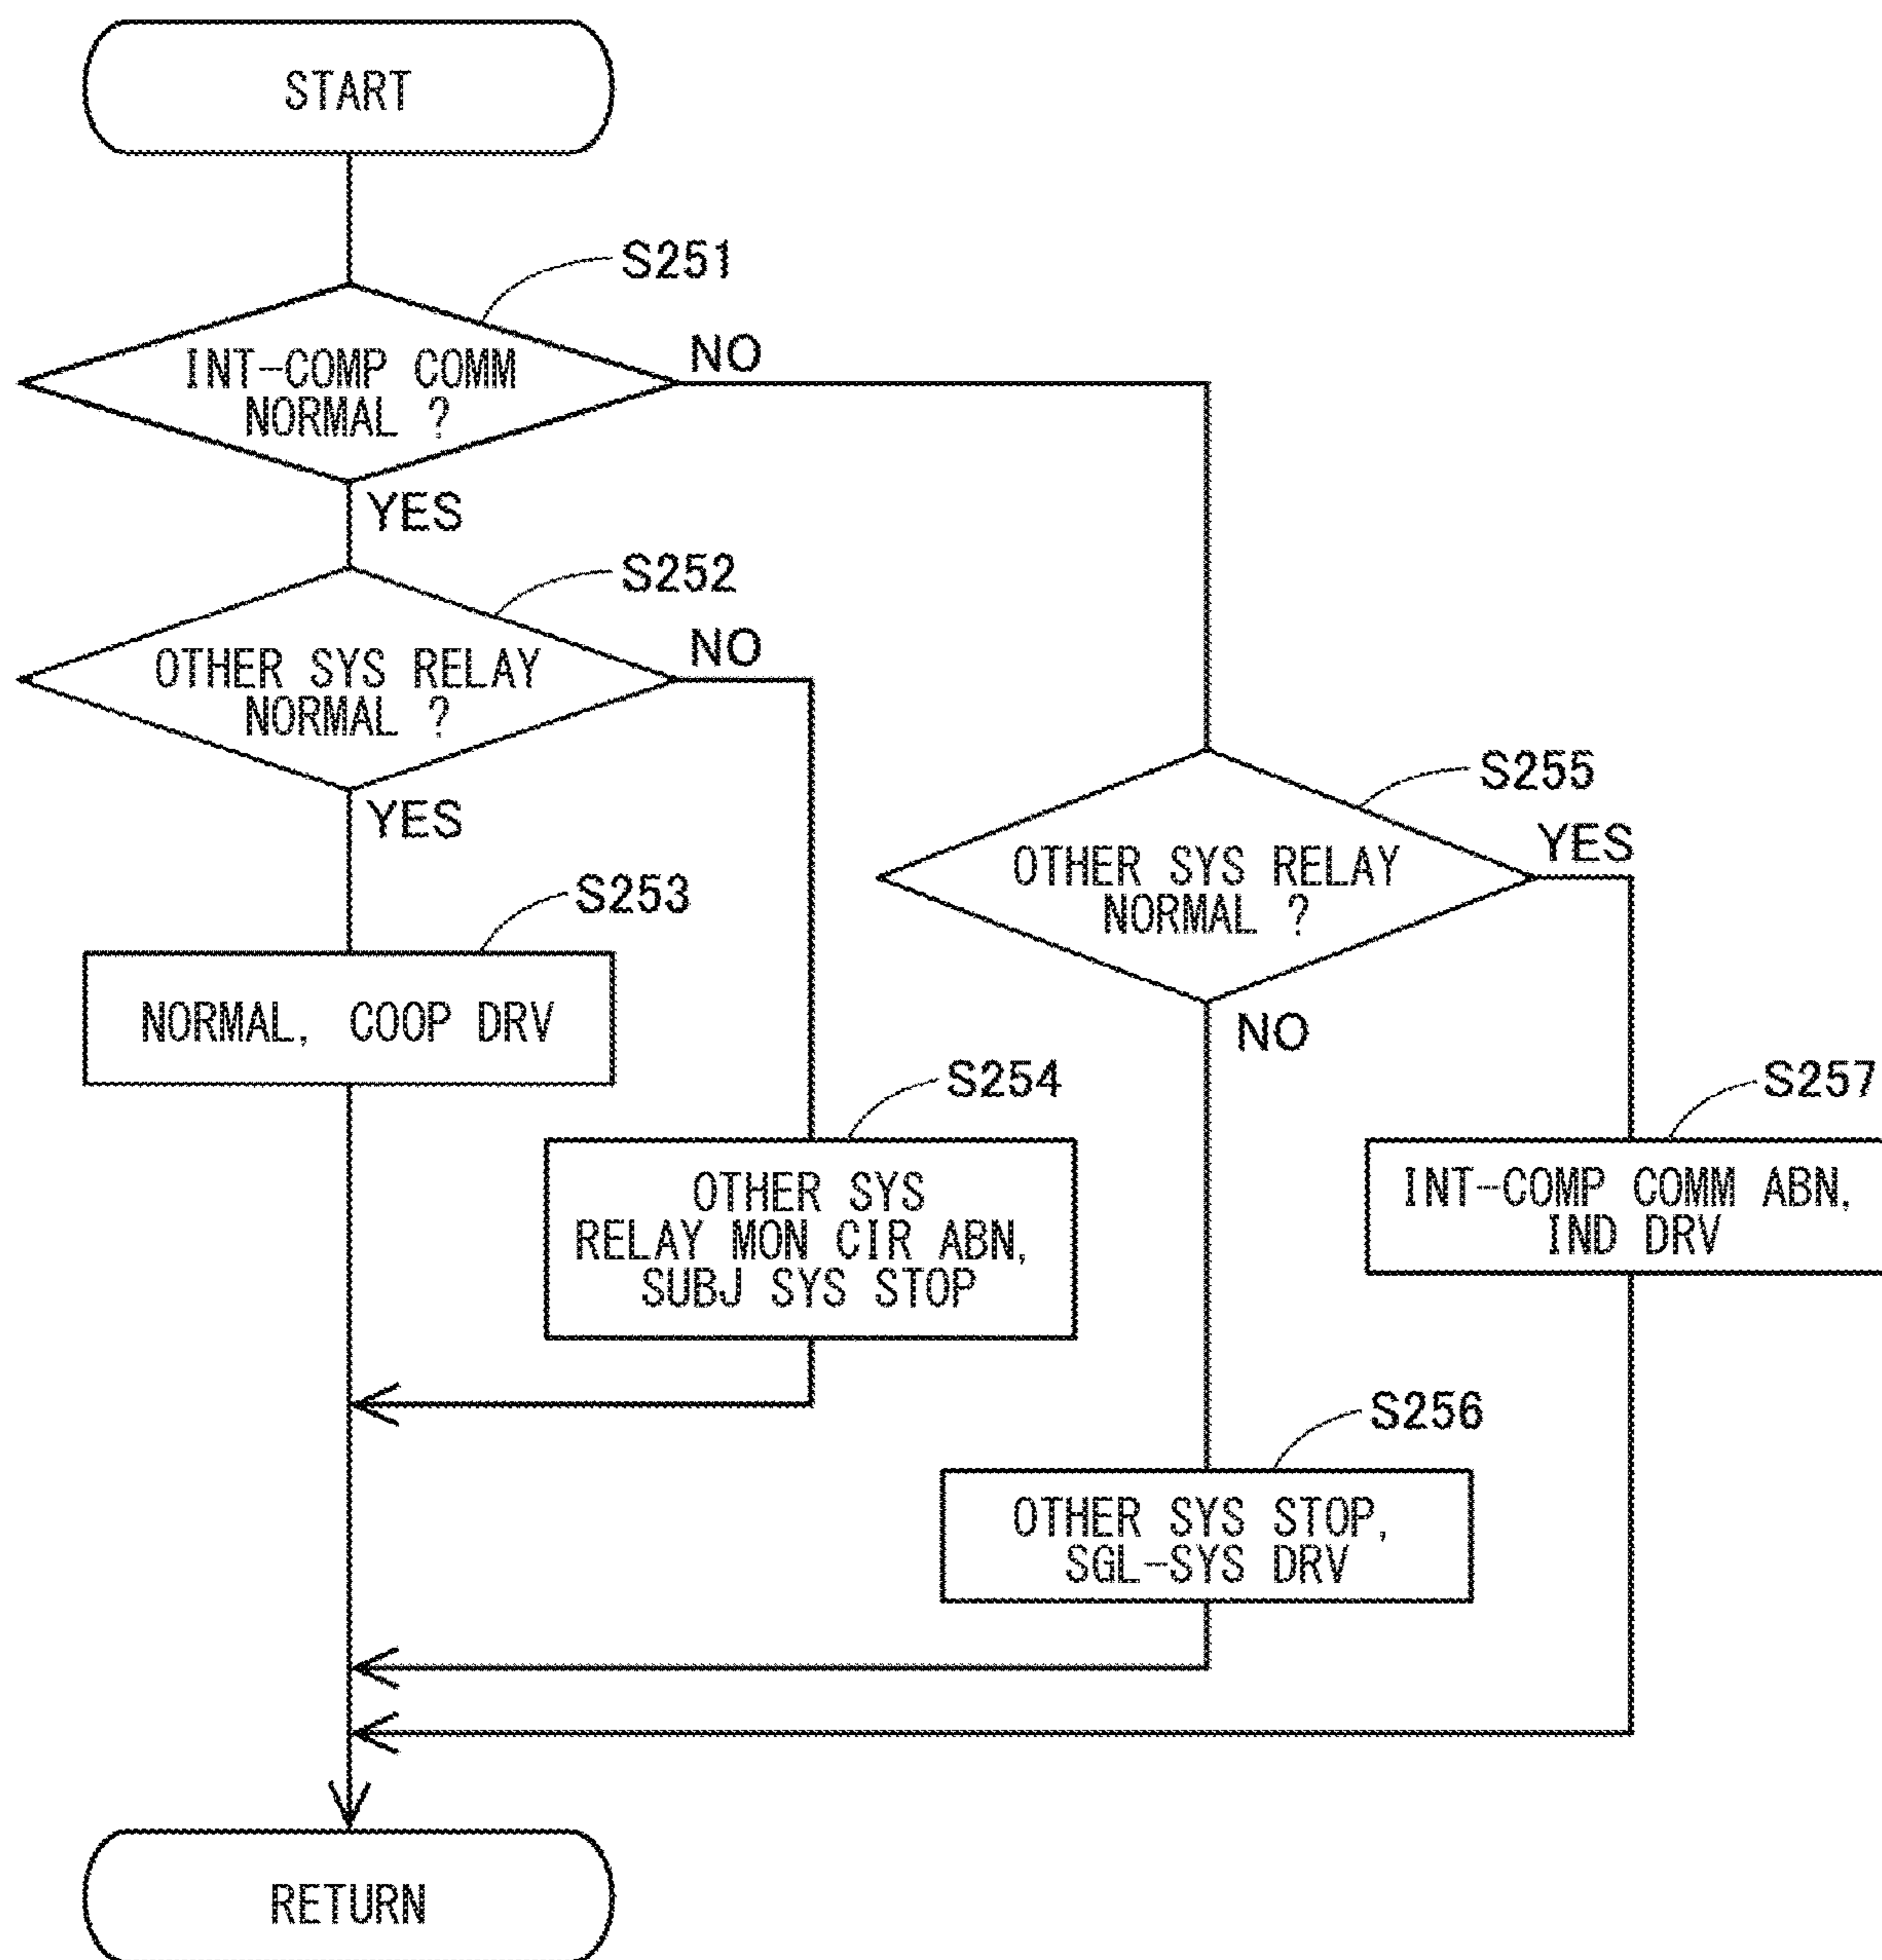 START
S251
INT-COMP COMM
NORMAL ?
NO
YES
S252
OTHER SYS RELAY
NORMAL ?
NO
YES
S253
NORMAL, COOP DRV
S254
OTHER SYS
RELAY MON CIR ABN,
SUBJ SYS STOP
S255
OTHER SYS RELAY
NORMAL ?
YES
NO
S257
INT-COMP COMM ABN,
IND DRV
S256
OTHER SYS STOP,
SGL-SYS DRV
RETURN